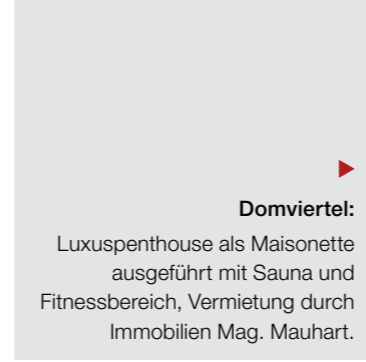 Domviertel:
Luxuspenthouse als Maisonette
ausgeführt mit Sauna und
Fitnessbereich, Vermietung durch
Immobilien Mag. Mauhart.